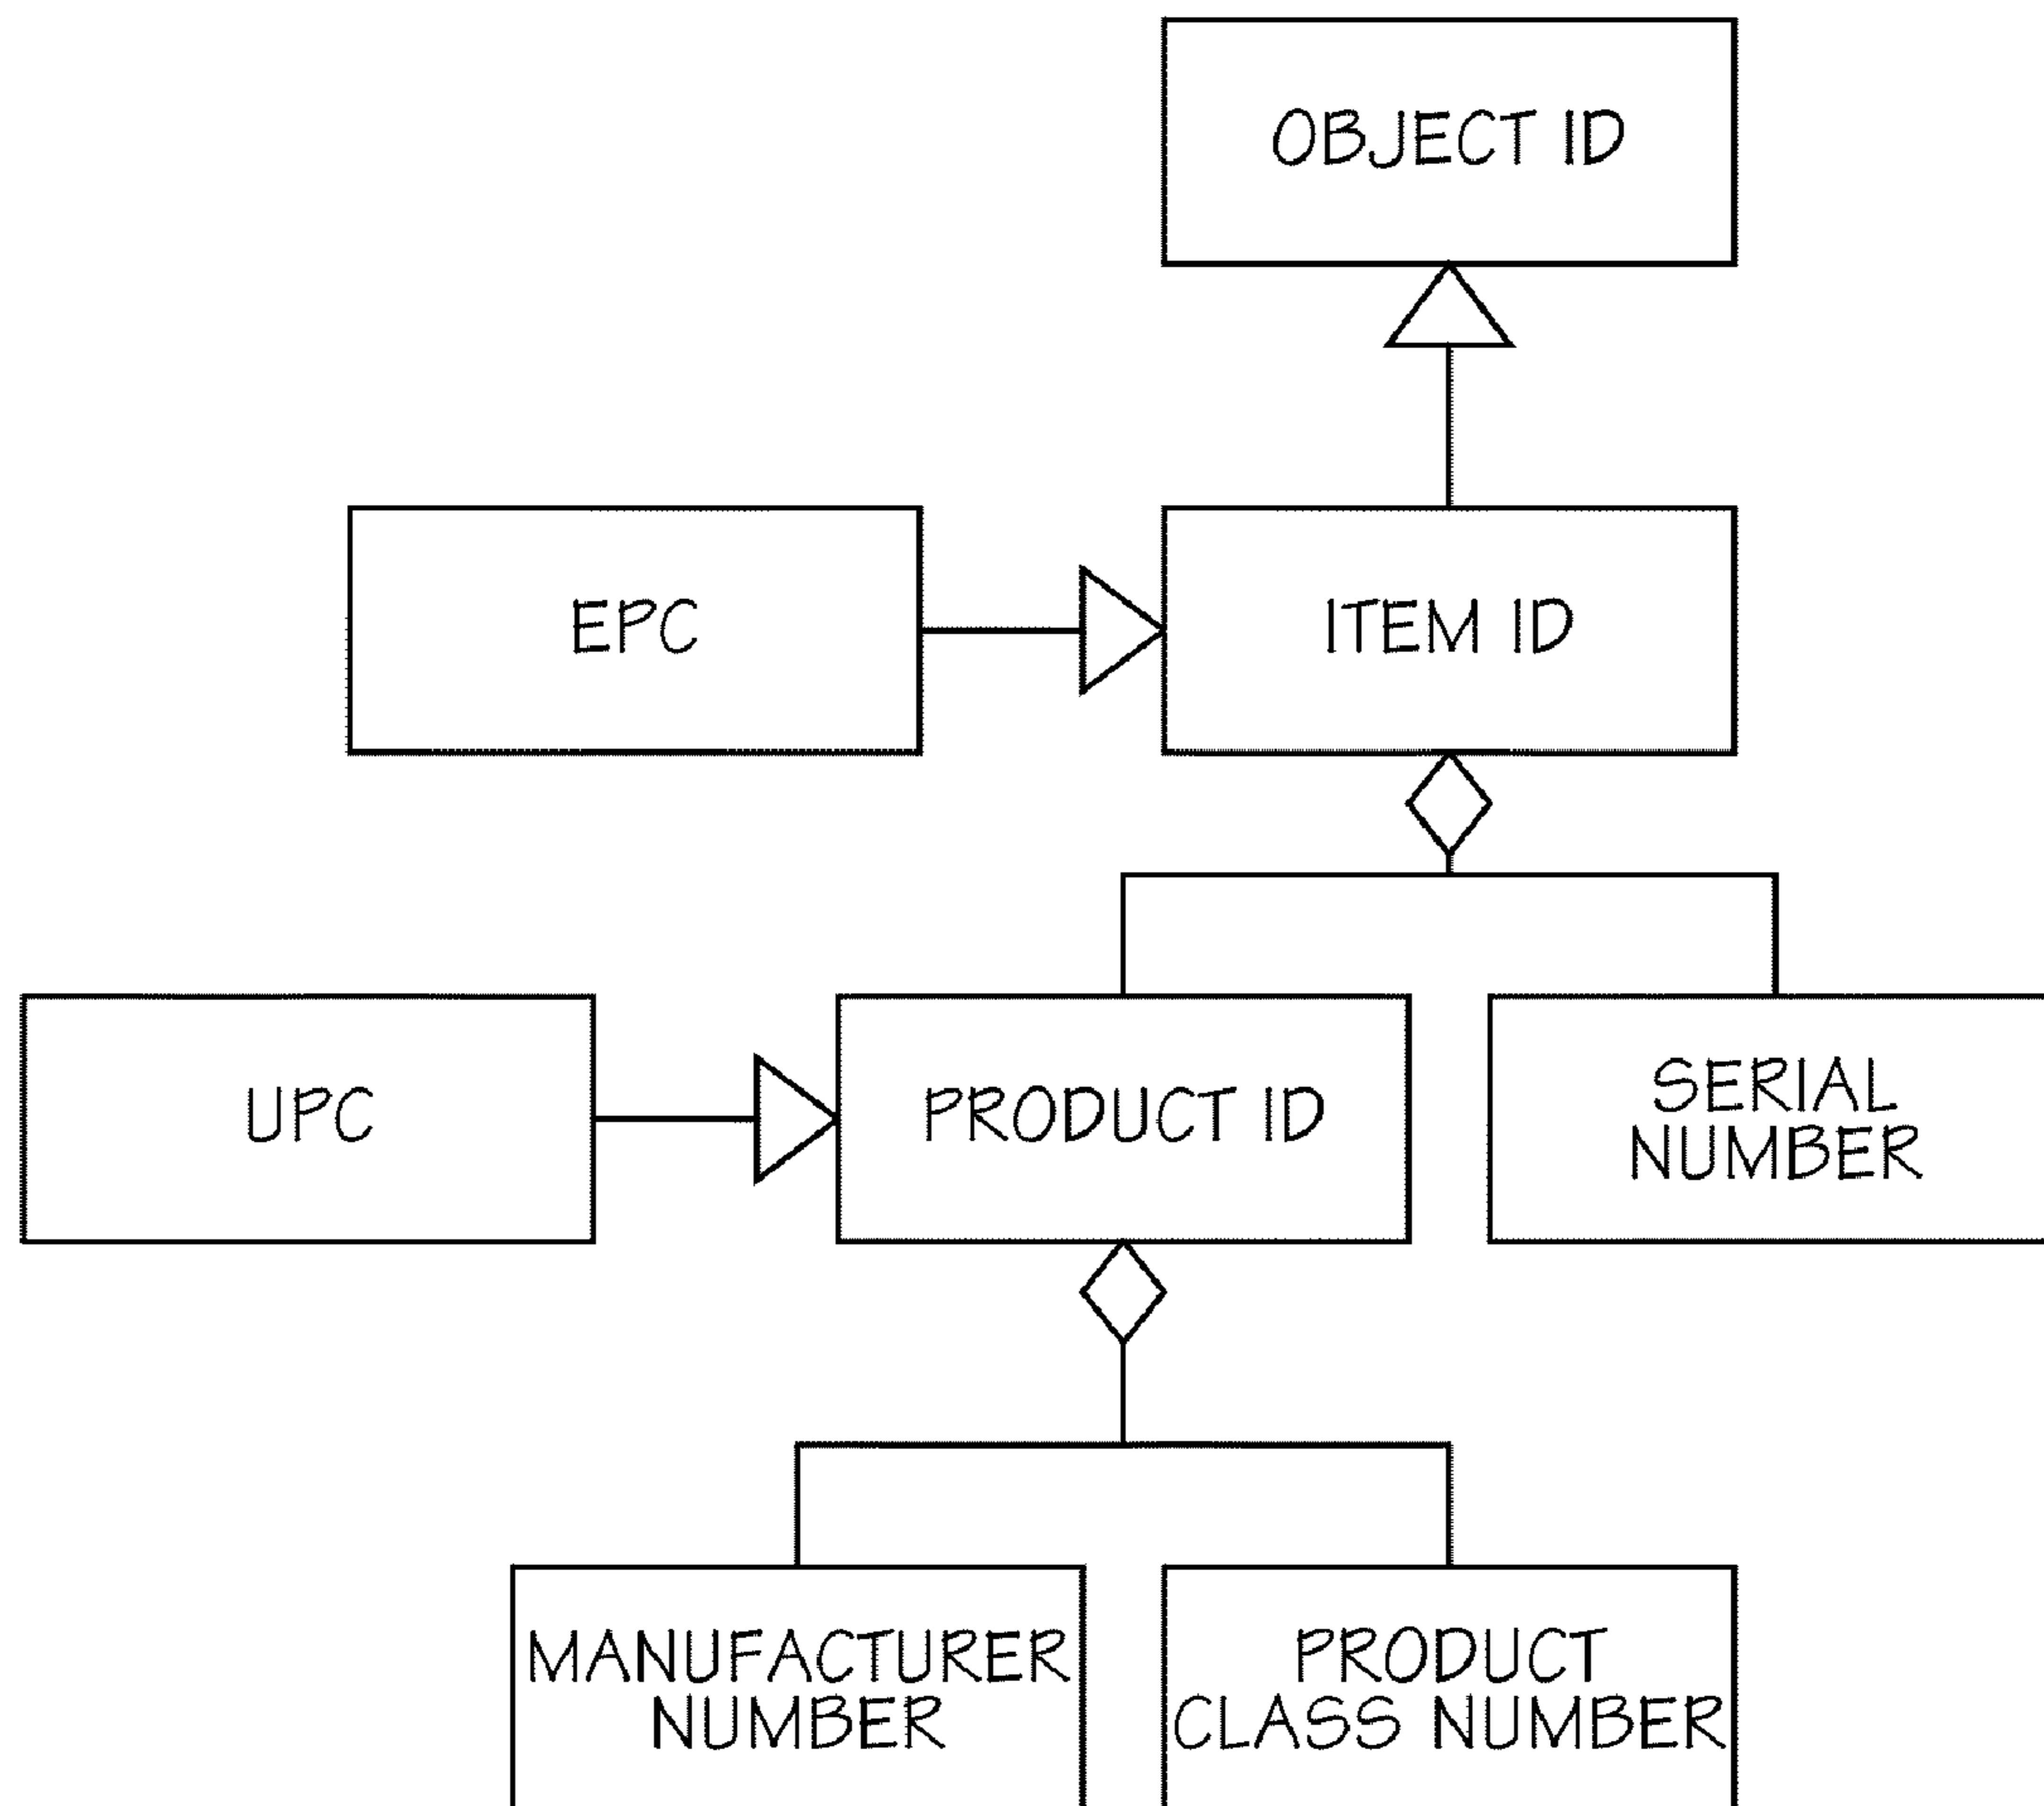 OBJECT ID
EPC
ITEM ID
UPC
PRODUCT ID
SERIAL
NUMBER
MANUFACTURER
NUMBER
PRODUCT
CLASS NUMBER